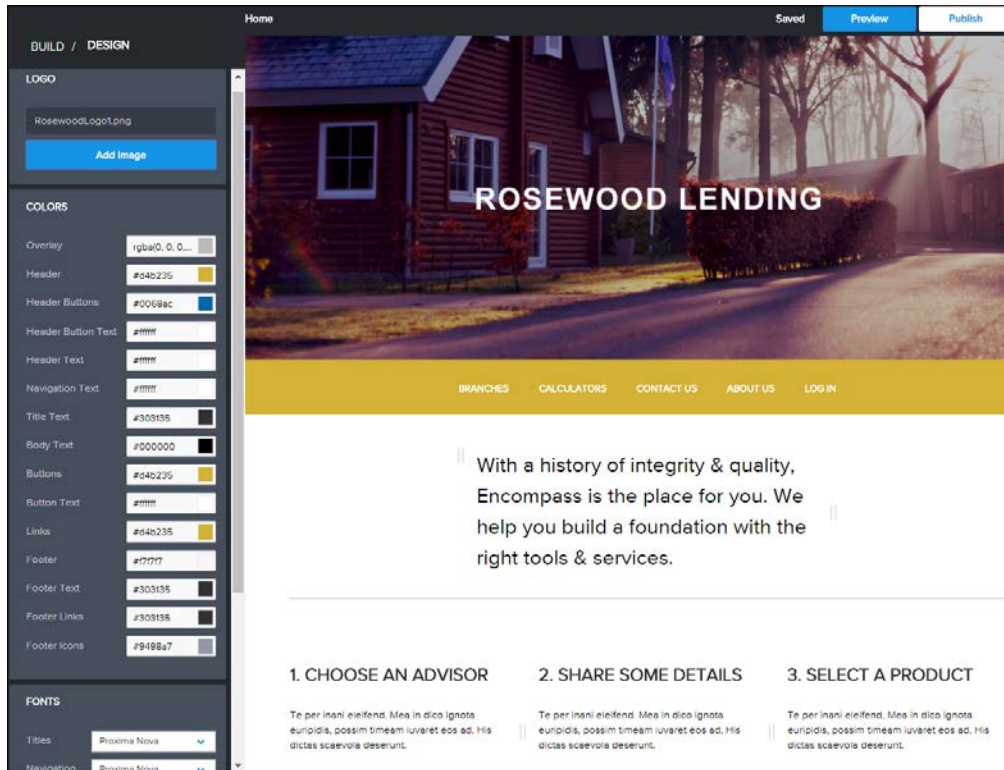 Home
Saved
Preview
Publish
BUILD / DESIGN
LOGO
RosewoodLogo1.png
Add Image
COLORS
Overlay
rgba(0, 0, 0,...
Header
#d4b235
Header Buttons
#0069ac
Header Button Text
#ffffff
Header Text
#ffffff
Navigation Text
#ffffff
Title Text
#303135
Body Text
#000000
Buttons
#d4b235
Button Text
#ffffff
Links
#d4b235
Footer
#f7f7f7
Footer Text
#303135
Footer Links
#303135
Footer Icons
#9498a7
FONTS
Titles
Proxima Nova
Navigation
Proxima Nova
ROSEWOOD LENDING
BRANCHES CALCULATORS CONTACT US ABOUT US LOG IN
With a history of integrity & quality,
Encompass is the place for you. We
help you build a foundation with the
right tools & services.
1. CHOOSE AN ADVISOR
Te per inani eleifend. Mea in dico ignota
euripidis, possim timeam iuvaret eos ad. His
dictas scaevola deserunt.
2. SHARE SOME DETAILS
Te per inani eleifend. Mea in dico ignota
euripidis, possim timeam iuvaret eos ad. His
dictas scaevola deserunt.
3. SELECT A PRODUCT
Te per inani eleifend. Mea in dico ignota
euripidis, possim timeam iuvaret eos ad. His
dictas scaevola deserunt.